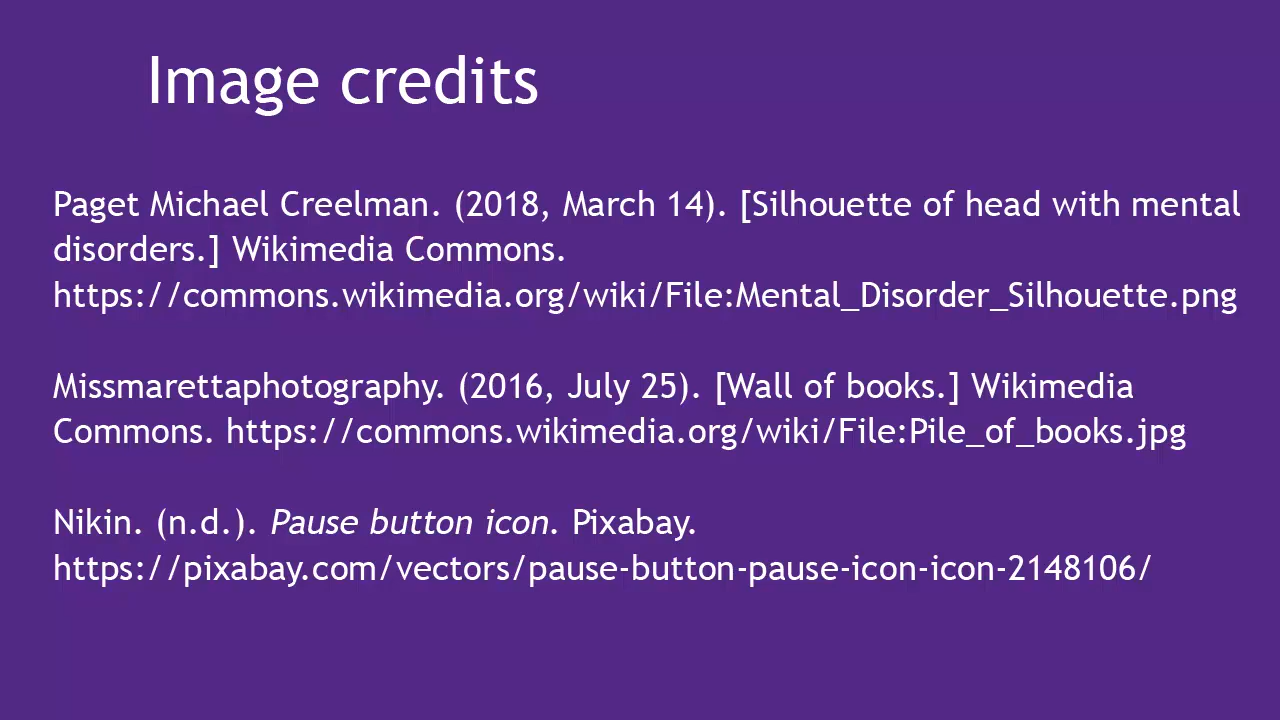 Image credits
Paget Michael Creelman. (2018, March 14). [Silhouette of head with mental
disorders.] Wikimedia Commons.
https://commons.wikimedia.org/wiki/File:Mental_Disorder_Silhouette.png
Missmarettaphotography. (2016, July 25). [Wall of books.] Wikimedia
Commons. https://commons.wikimedia.org/wiki/File:Pile_of_books.jpg
Nikin. (n.d.). Pause button icon. Pixabay.
https://pixabay.com/vectors/pause-button-pause-icon-icon-2148106/